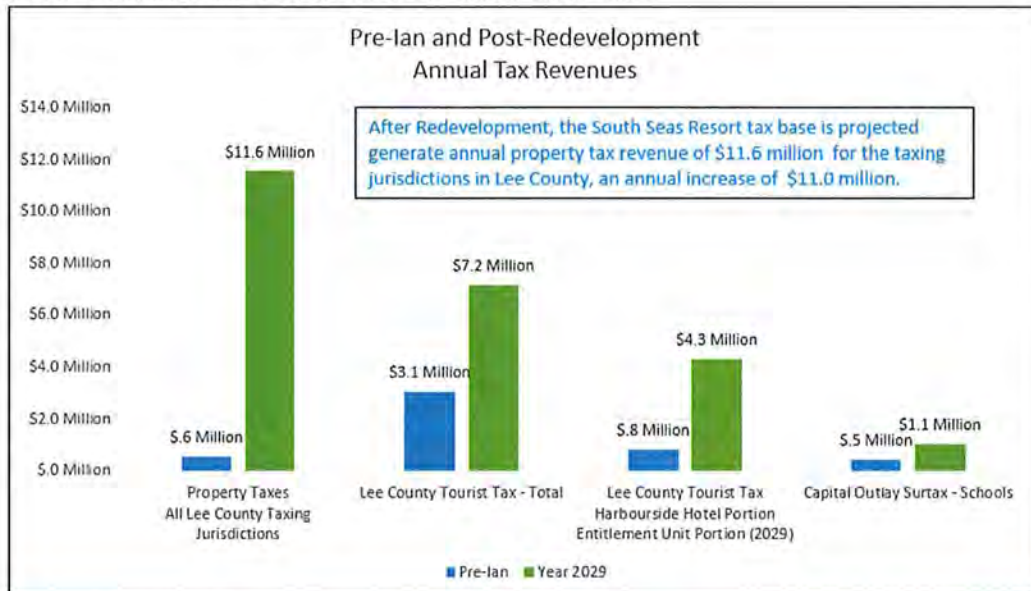 Pre-Ian and Post-Redevelopment
Annual Tax Revenues
After Redevelopment, the South Seas Resort tax base is projected
generate annual property tax revenue of $11.6 million for the taxing
jurisdictions in Lee County, an annual increase of $11.0 million.
$14.0 Million
$12.0 Million
$10.0 Million
$8.0 Million
$6.0 Million
$4.0 Million
$2.0 Million
$.0 Million
$.6 Million
$11.6 Million
$3.1 Million
$7.2 Million
$.8 Million
$4.3 Million
$.5 Million
$1.1 Million
Property Taxes
All Lee County Taxing
Jurisdictions
Lee County Tourist Tax - Total
Lee County Tourist Tax
Harbourside Hotel Portion
Entitlement Unit Portion (2029)
Capital Outlay Surtax - Schools
Pre-Ian
Year 2029